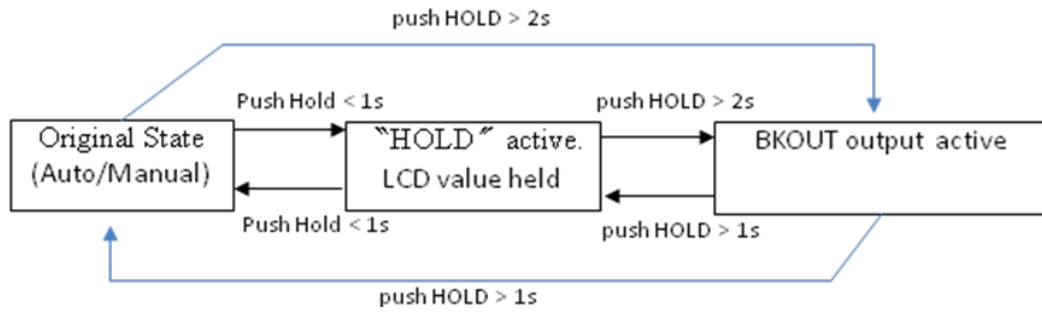 push HOLD > 2s
Push Hold < 1s
push HOLD > 2s
Original State
(Auto/Manual)
〝HOLD〞 active.
LCD value held
BKOUT output active
Push Hold < 1s
push HOLD > 1s
push HOLD > 1s